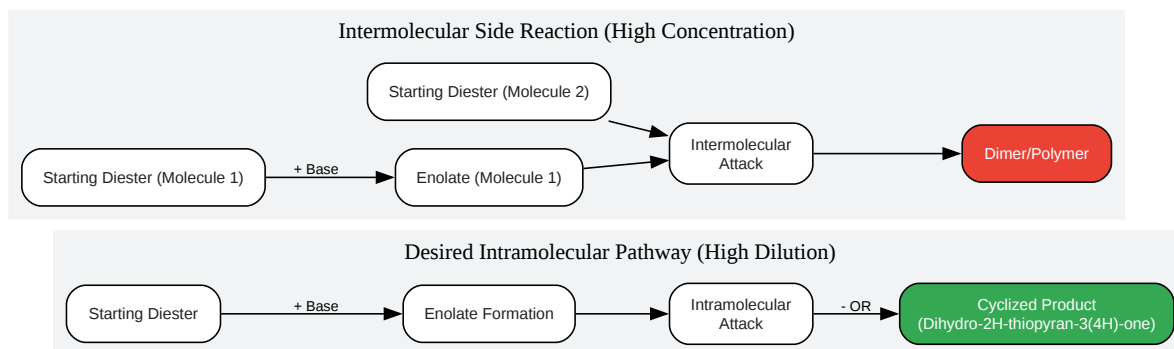 Intermolecular Side Reaction (High Concentration)
Starting Diester (Molecule 2)
Starting Diester (Molecule 1)
+ Base
Enolate (Molecule 1)
Intermolecular
Attack
Dimer/Polymer
Desired Intramolecular Pathway (High Dilution)
Starting Diester
+ Base
Enolate Formation
Intramolecular
Attack
- OR
Cyclized Product
(Dihydro-2H-thiopyran-3(4H)-one)